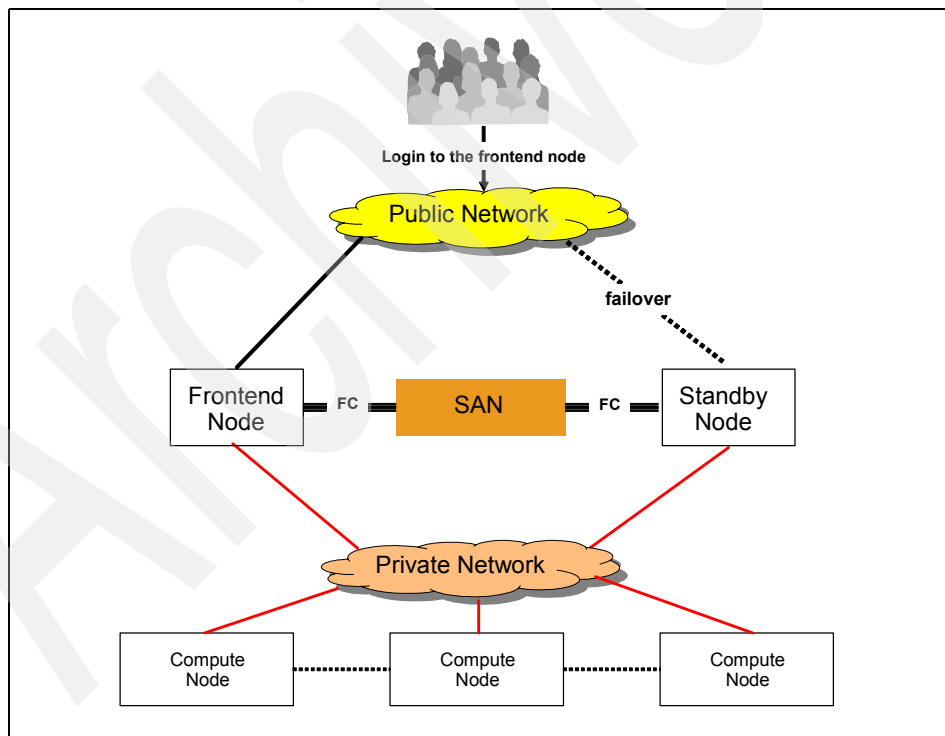 Login to the frontend node
Public Network
failover
Frontend
Node
FC
SAN
FC
Standby
Node
Private Network
Compute
Node
Compute
Node
Compute
Node
Archive